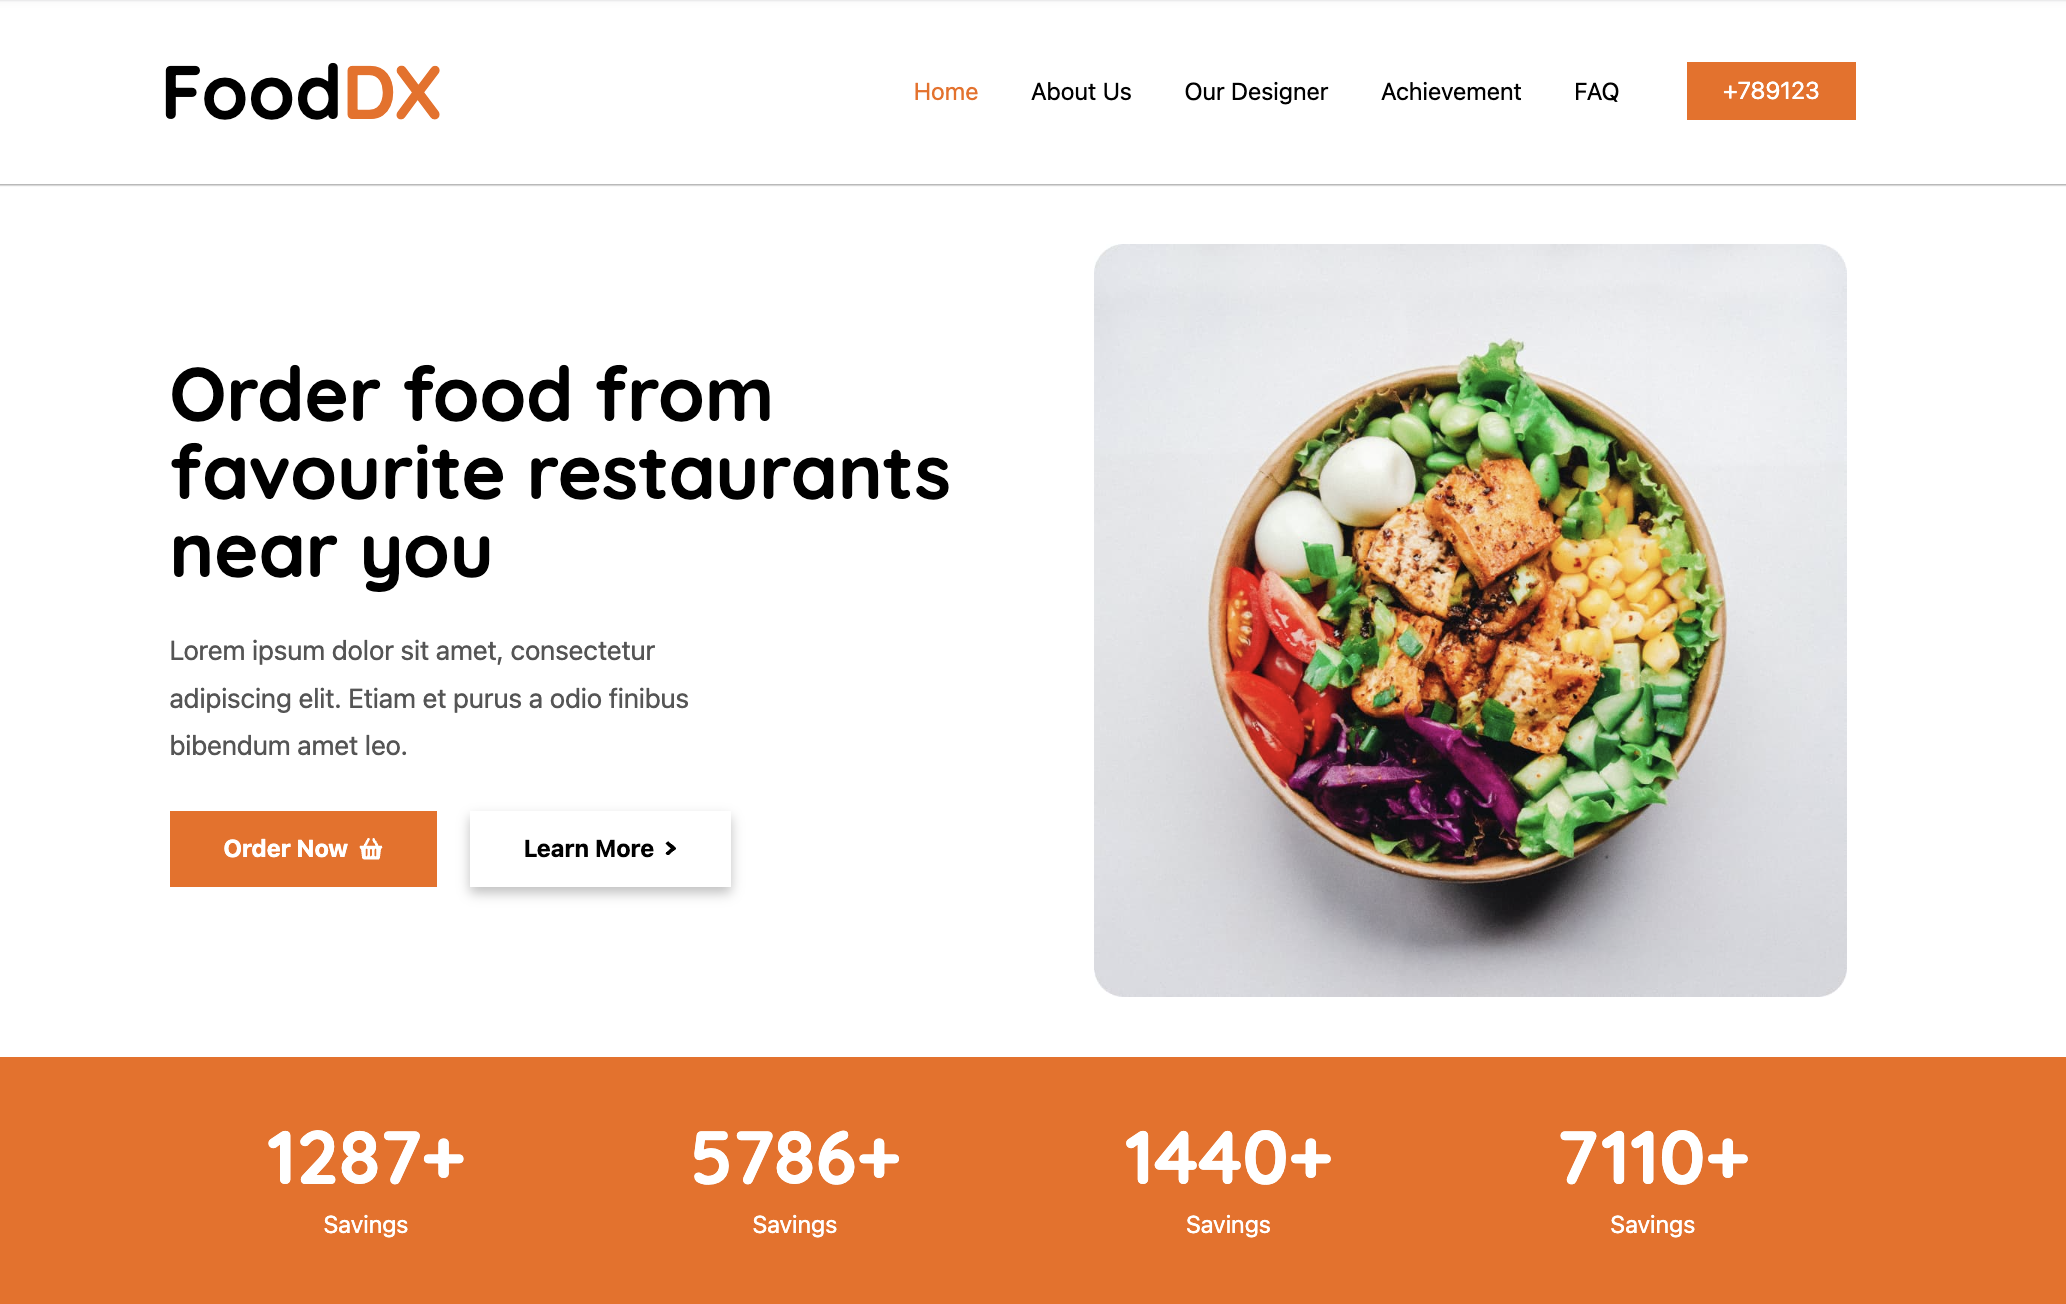 FoodDX
Home
About Us
Our Designer
Achievement
FAQ
+789123
Order food from
favourite restaurants
near you
Lorem ipsum dolor sit amet, consectetur
adipiscing elit. Etiam et purus a odio finibus
bibendum amet leo.
Order Now
Learn More >
1287+
Savings
5786+
Savings
1440+
Savings
7110+
Savings